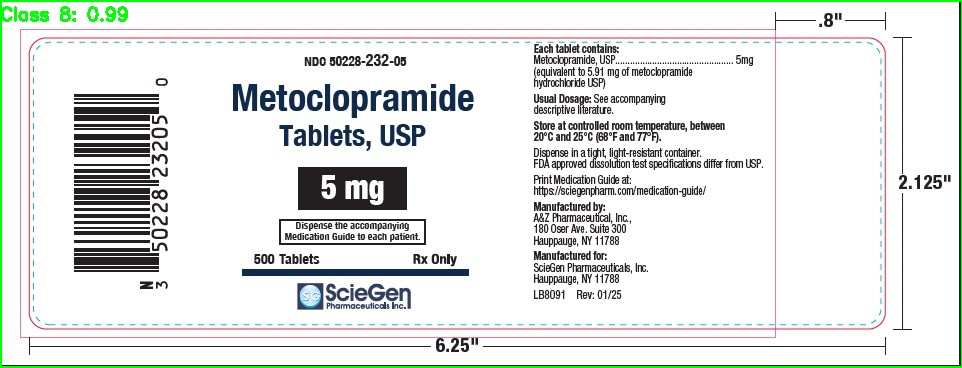 Class 8: 0.99
.8"
NDC 50228-232-05
Metoclopramide
Tablets, USP
5 mg
Dispense the accompanying
Medication Guide to each patient.
500 Tablets Rx Only
SG ScieGen
Pharmaceuticals Inc.
N
3 50228 23205 0
Each tablet contains:
Metoclopramide, USP................................................ 5mg
(equivalent to 5.91 mg of metoclopramide
hydrochloride USP)
Usual Dosage: See accompanying
descriptive literature.
Store at controlled room temperature, between
20°C and 25°C (68°F and 77°F).
Dispense in a tight, light-resistant container.
FDA approved dissolution test specifications differ from USP.
Print Medication Guide at:
https://sciegenpharm.com/medication-guide/
Manufactured by:
A&Z Pharmaceutical, Inc.,
180 Oser Ave. Suite 300
Hauppauge, NY 11788
Manufactured for:
ScieGen Pharmaceuticals, Inc.
Hauppauge, NY 11788
LB8091 Rev: 01/25
2.125"
6.25"